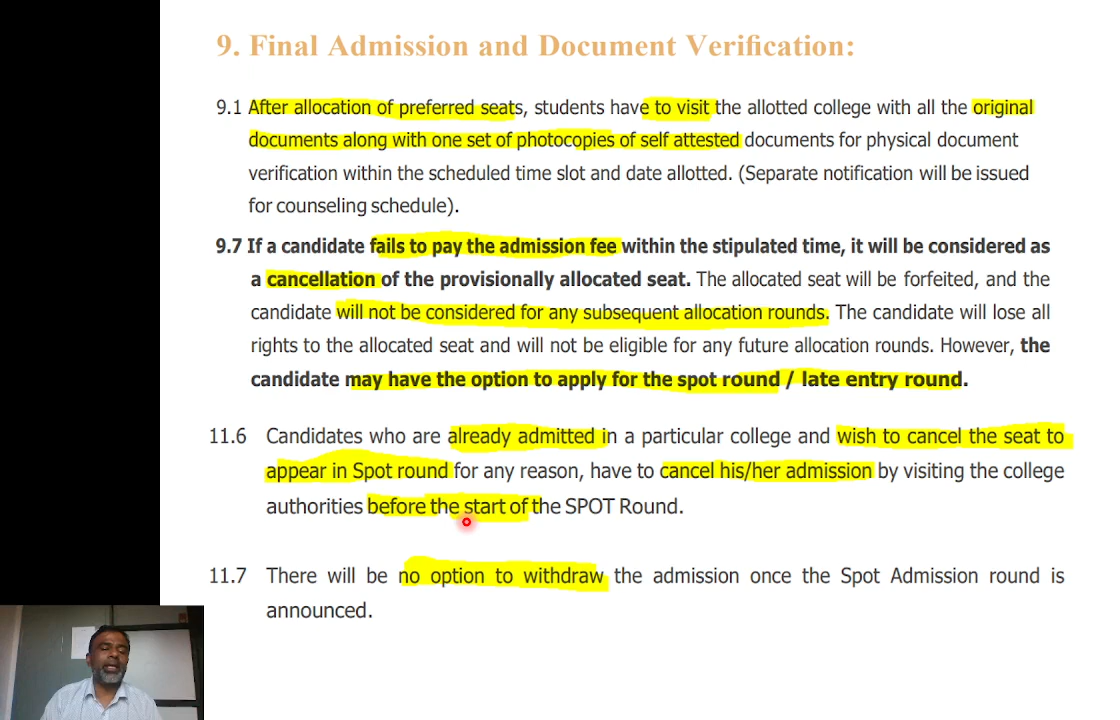 9. Final Admission and Document Verification:
9.1 After allocation of preferred seats, students have to visit the allotted college with all the original
documents along with one set of photocopies of self attested documents for physical document
verification within the scheduled time slot and date allotted. (Separate notification will be issued
for counseling schedule).
9.7 If a candidate fails to pay the admission fee within the stipulated time, it will be considered as
a cancellation of the provisionally allocated seat. The allocated seat will be forfeited, and the
candidate will not be considered for any subsequent allocation rounds. The candidate will lose all
rights to the allocated seat and will not be eligible for any future allocation rounds. However, the
candidate may have the option to apply for the spot round / late entry round.
11.6 Candidates who are already admitted in a particular college and wish to cancel the seat to
appear in Spot round for any reason, have to cancel his/her admission by visiting the college
authorities before the start of the SPOT Round.
11.7 There will be no option to withdraw the admission once the Spot Admission round is
announced.